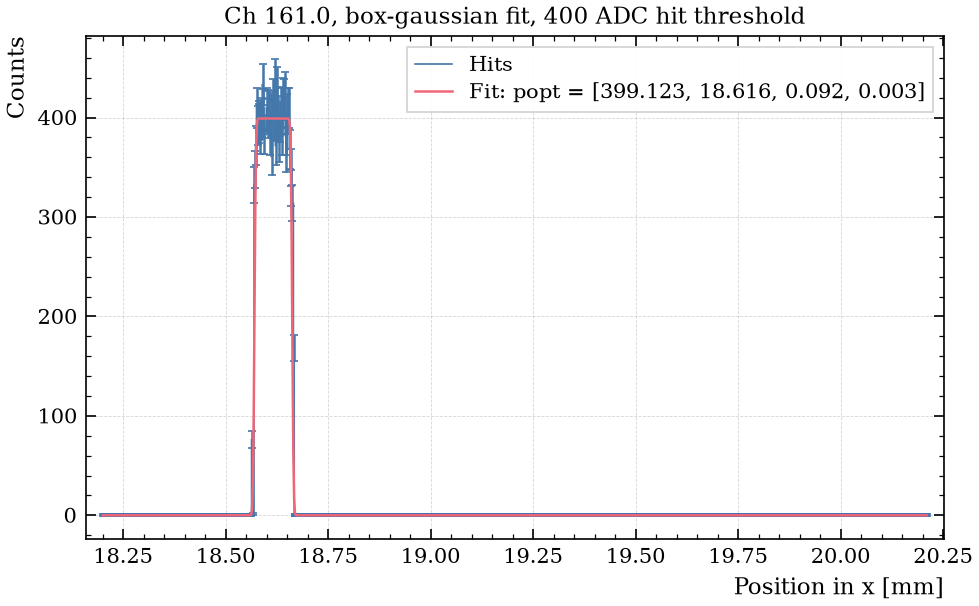 Ch 161.0, box-gaussian fit, 400 ADC hit threshold
Counts
Hits
Fit: popt = [399.123, 18.616, 0.092, 0.003]
400
300
200
100
0
18.25 18.50 18.75 19.00 19.25 19.50 19.75 20.00 20.25
Position in x [mm]